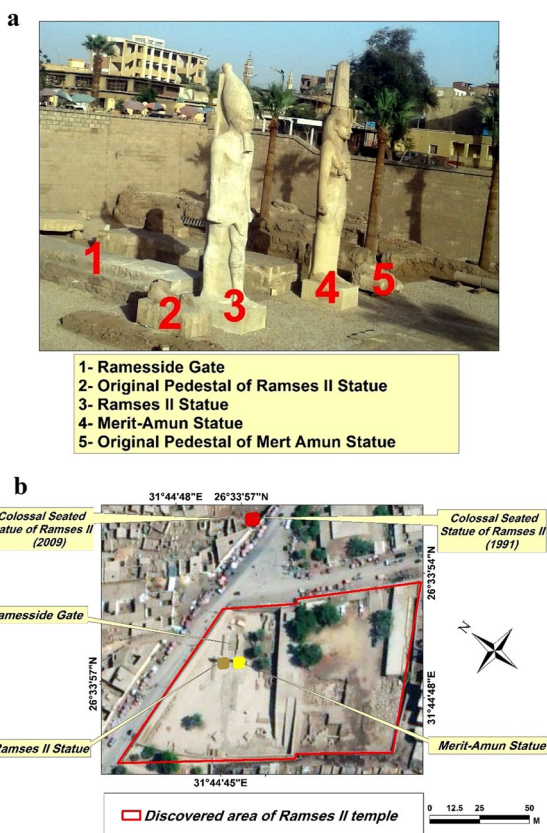 a
1
2
3
4
5
1- Ramesside Gate
2- Original Pedestal of Ramses II Statue
3- Ramses II Statue
4- Merit-Amun Statue
5- Original Pedestal of Mert Amun Statue
b
31°44'48"E 26°33'57"N
Colossal Seated
Statue of Ramses II
(2009)
Colossal Seated
Statue of Ramses II
(1991)
26°33'54"N
Ramesside Gate
N
26°33'57"N
31°44'48"E
Ramses II Statue
Merit-Amun Statue
31°44'45"E
Discovered area of Ramses II temple
0 12.5 25 50
M